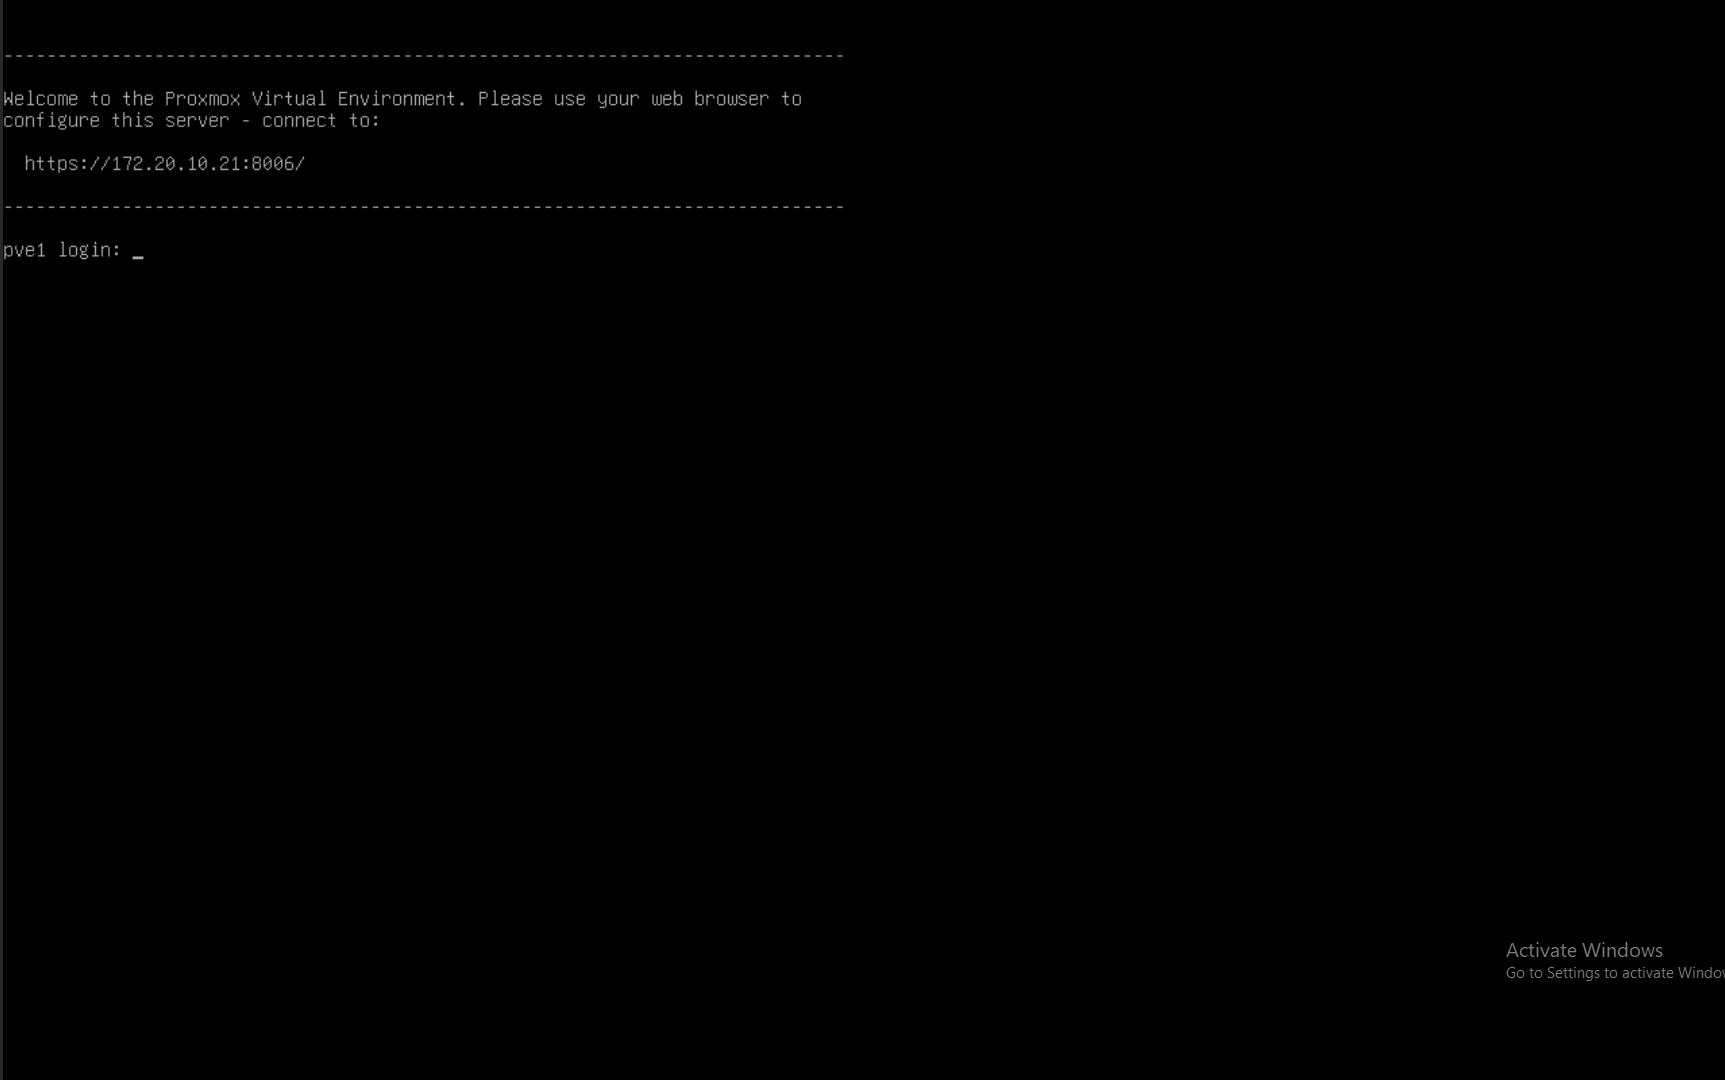 --------------------------------------------------------------------------------
Welcome to the Proxmox Virtual Environment. Please use your web browser to
configure this server - connect to:
https://172.20.10.21:8006/
--------------------------------------------------------------------------------
pve1 login: _
Activate Windows
Go to Settings to activate Windo